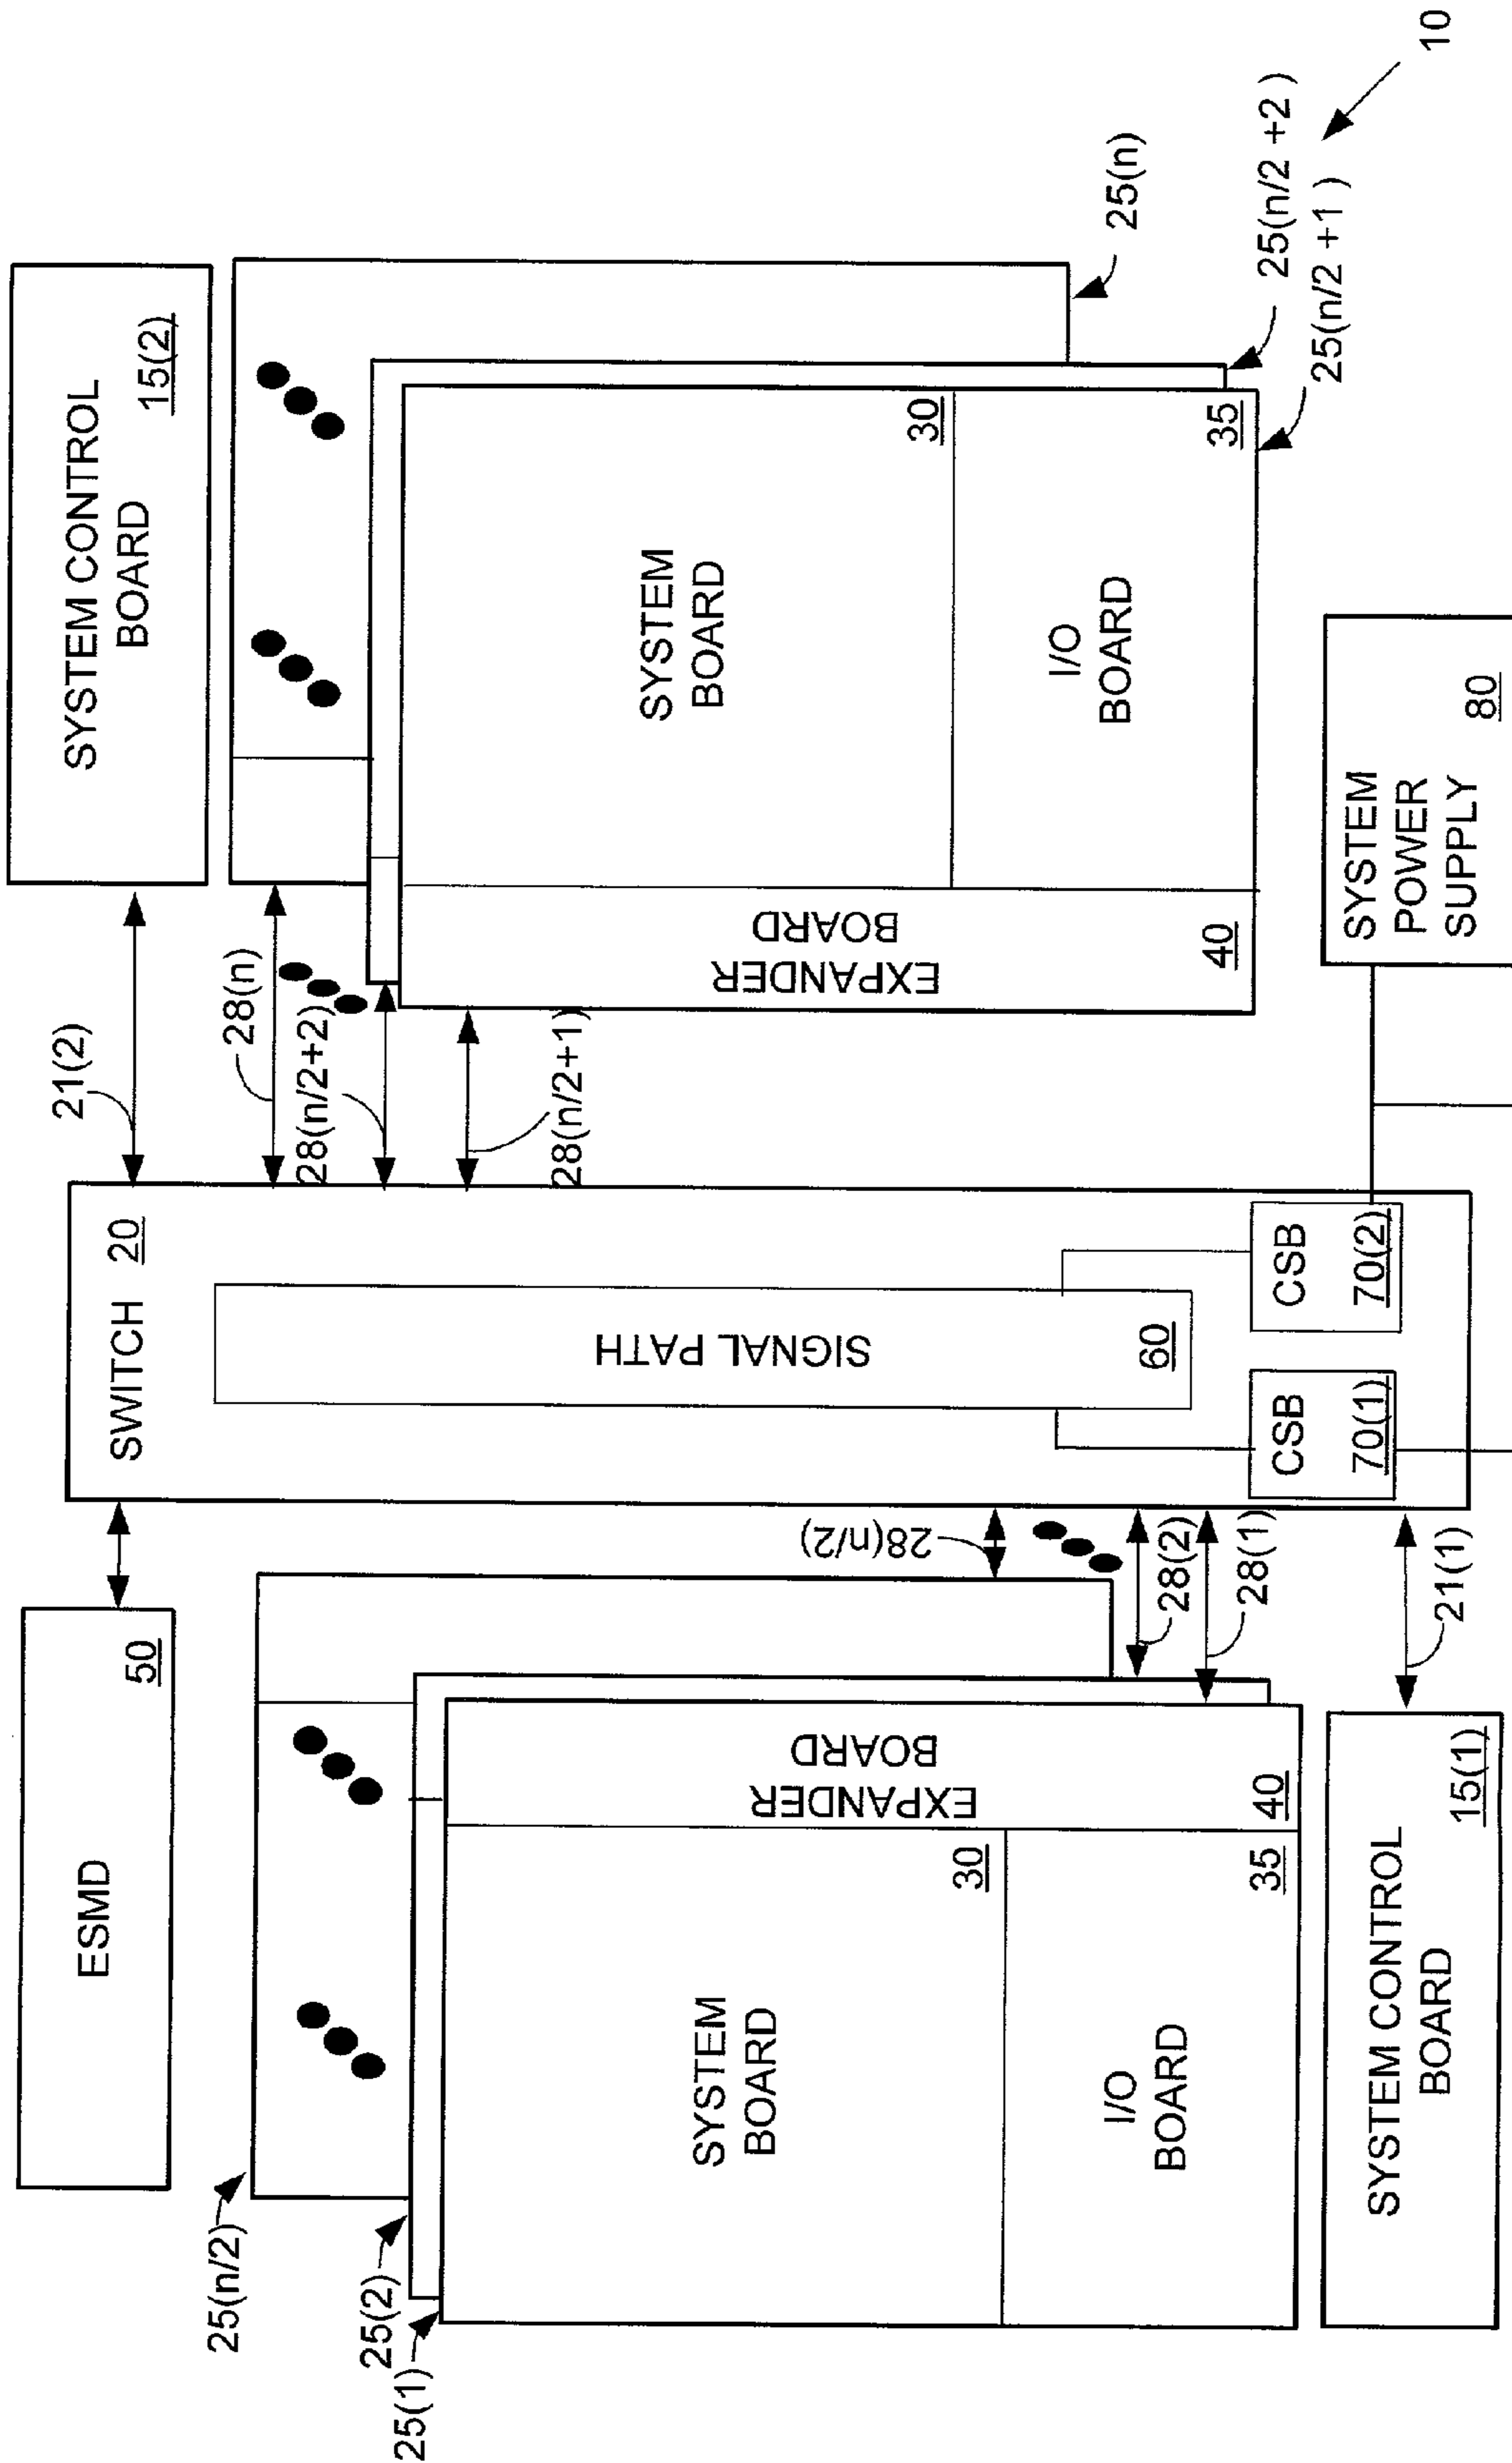 ESMD
50
SWITCH 20
21(2)
SYSTEM CONTROL
BOARD
15(2)
25(n/2)
25(2)
25(1)
28(n)
28(n/2+2)
28(n/2+1)
SYSTEM
BOARD
30
I/O
BOARD
35
EXPANDER
BOARD
40
28(n/2)
28(2)
28(1)
21(1)
SIGNAL PATH
60
CSB
70(1)
CSB
70(2)
EXPANDER
BOARD
40
SYSTEM
BOARD
30
I/O
BOARD
35
25(n)
25(n/2 +2 )
25(n/2 +1 )
10
SYSTEM CONTROL
BOARD
15(1)
SYSTEM
POWER
SUPPLY
80